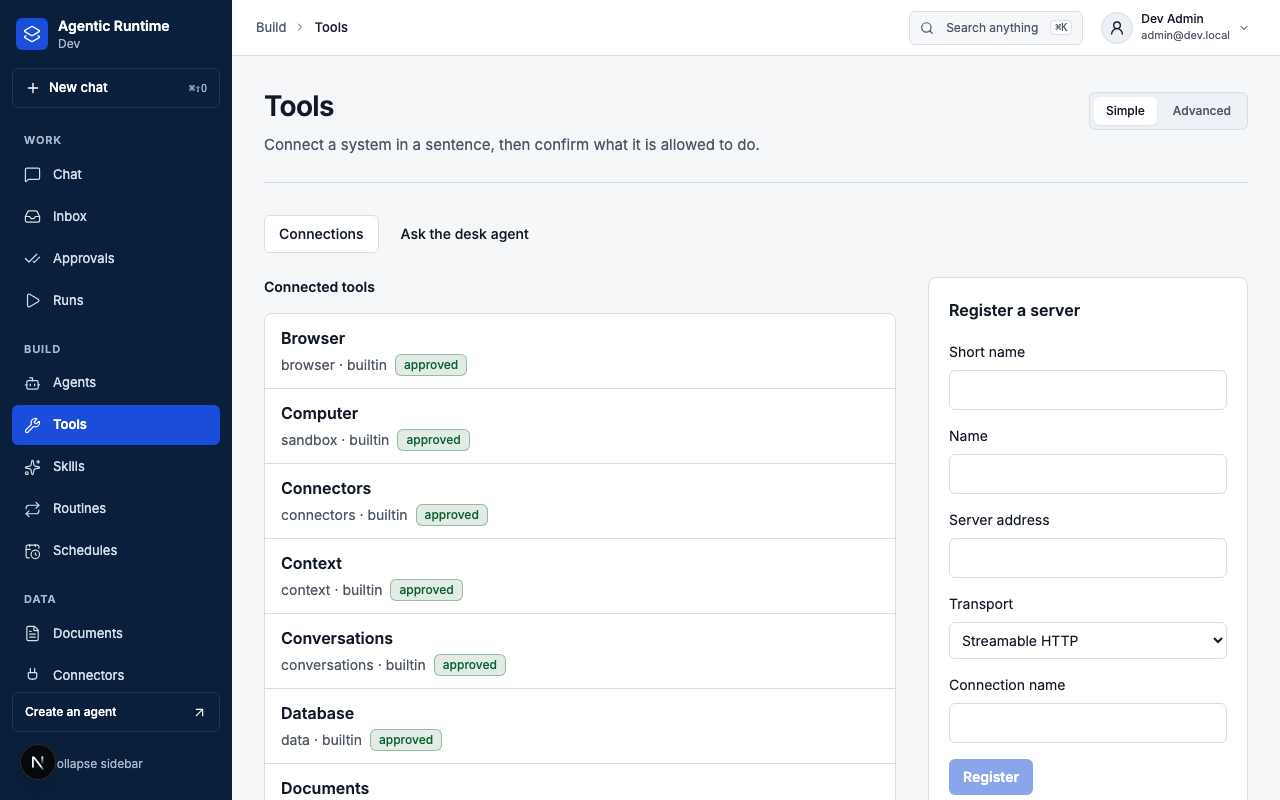 Agentic Runtime
Dev
New chat
⌘⇧O
WORK
Chat
Inbox
Approvals
Runs
BUILD
Agents
Tools
Skills
Routines
Schedules
DATA
Documents
Connectors
Create an agent
N
ollapse sidebar
Build
Tools
Search anything
⌘K
Dev Admin
admin@dev.local
Tools
Connect a system in a sentence, then confirm what it is allowed to do.
Simple
Advanced
Connections
Ask the desk agent
Connected tools
Browser
browser · builtin approved
Computer
sandbox · builtin approved
Connectors
connectors · builtin approved
Context
context · builtin approved
Conversations
conversations · builtin approved
Database
data · builtin approved
Documents
Register a server
Short name
Name
Server address
Transport
Streamable HTTP
Connection name
Register